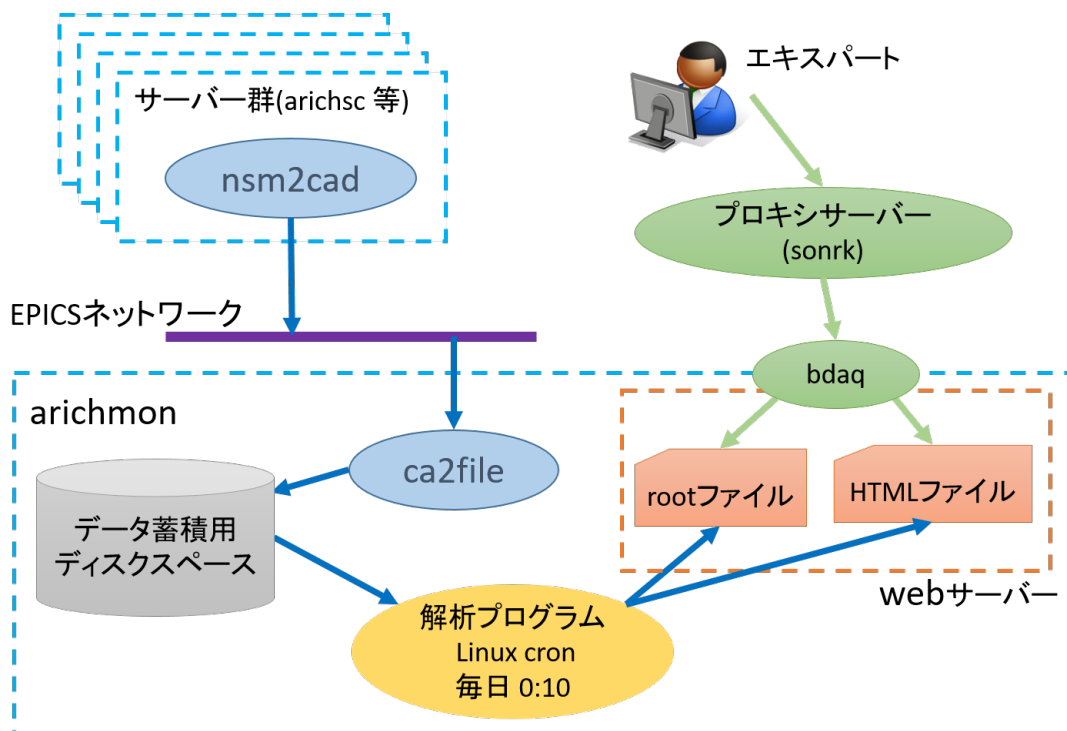 サーバー群(arichsc 等)
nsm2cad
エキスパート
プロキシサーバー
(sonrk)
EPICSネットワーク
bdaq
arichmon
ca2file
rootファイル
HTMLファイル
データ蓄積用
ディスクスペース
webサーバー
解析プログラム
Linux cron
毎日 0:10